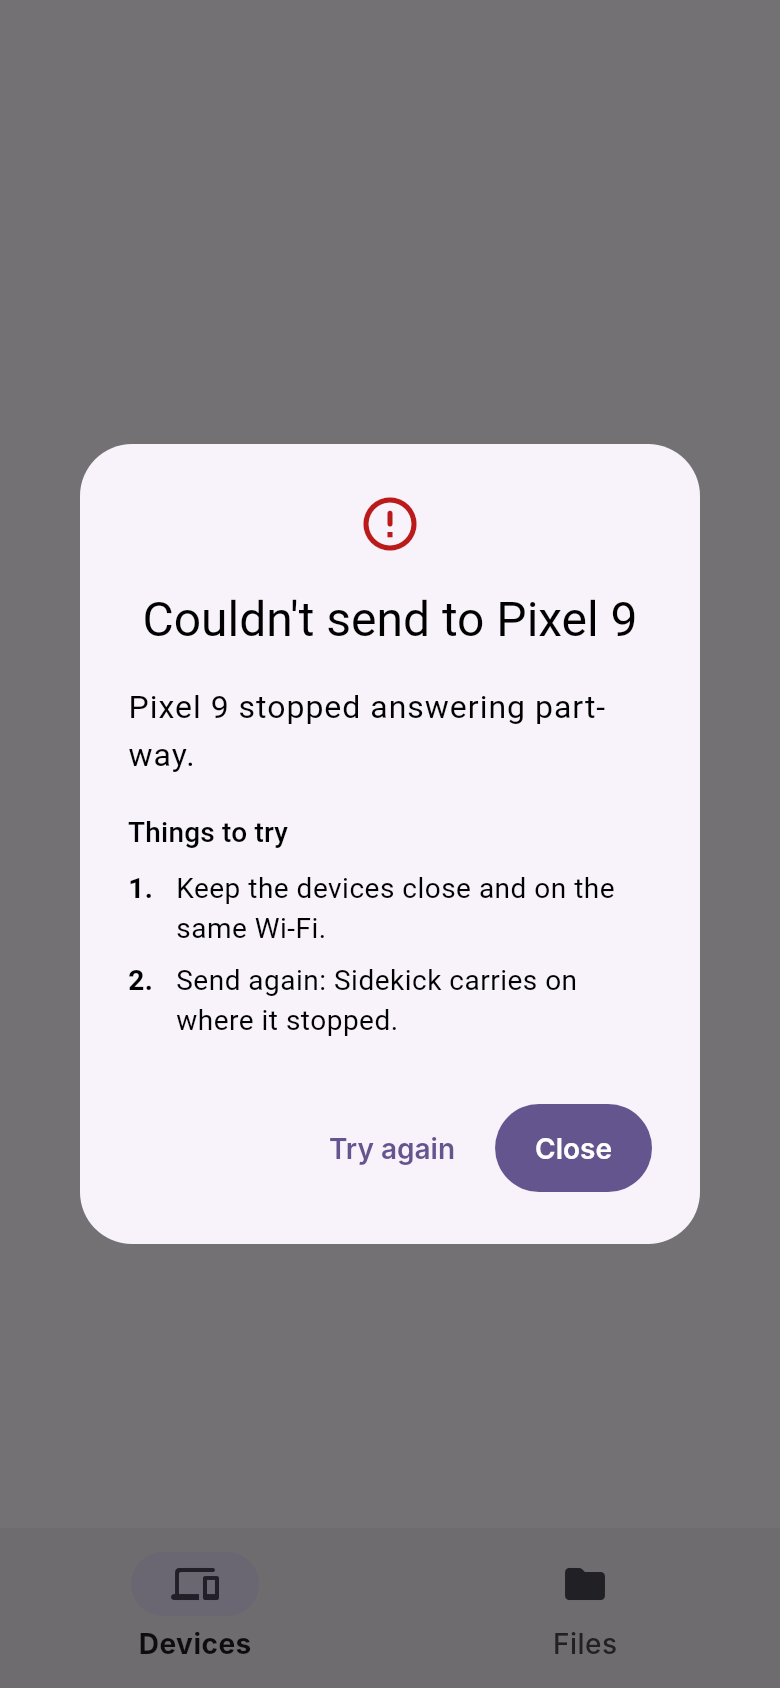 Couldn't send to Pixel 9
Pixel 9 stopped answering part-
way.
Things to try
1. Keep the devices close and on the
same Wi-Fi.
2. Send again: Sidekick carries on
where it stopped.
Try again
Close
Devices
Files